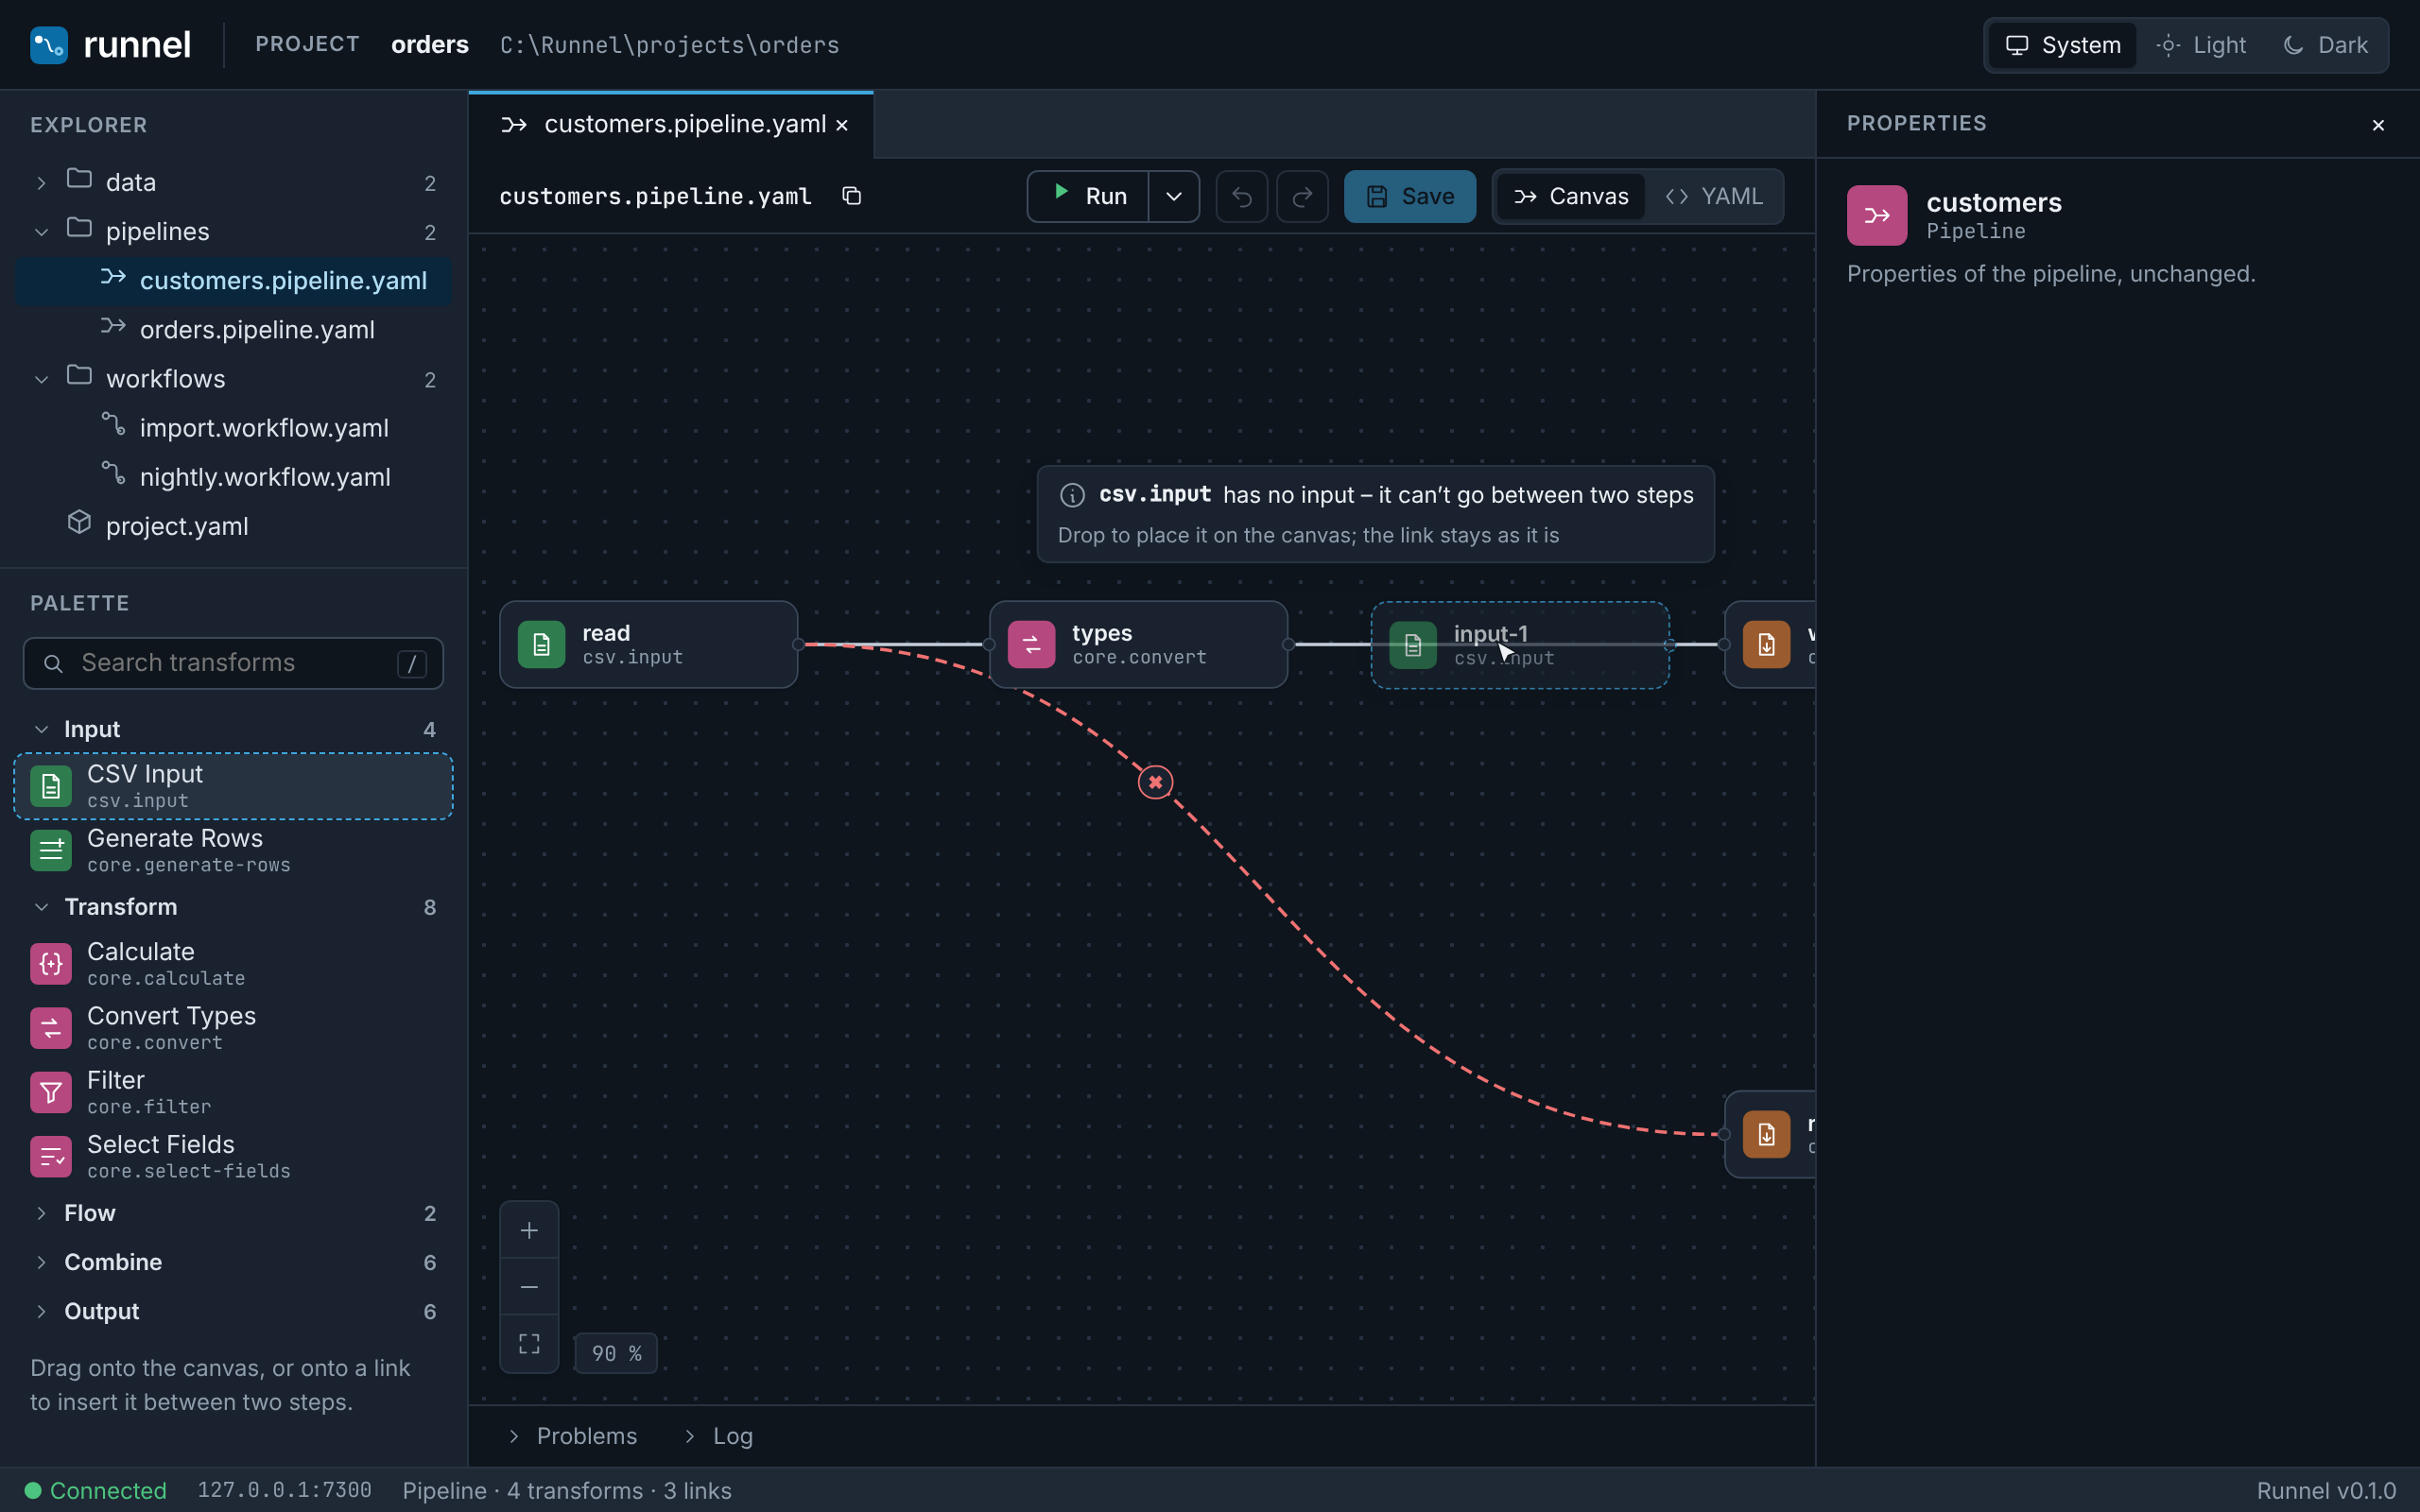 runnel
PROJECT orders C:\Runnel\projects\orders
System Light Dark
EXPLORER
data 2
pipelines 2
customers.pipeline.yaml
orders.pipeline.yaml
workflows 2
import.workflow.yaml
nightly.workflow.yaml
project.yaml
PALETTE
Search transforms /
Input 4
CSV Input
csv.input
Generate Rows
core.generate-rows
Transform 8
Calculate
core.calculate
Convert Types
core.convert
Filter
core.filter
Select Fields
core.select-fields
Flow 2
Combine 6
Output 6
Drag onto the canvas, or onto a link
to insert it between two steps.
customers.pipeline.yaml
customers.pipeline.yaml
Run Save Canvas YAML
csv.input has no input – it can’t go between two steps
Drop to place it on the canvas; the link stays as it is
read
csv.input
types
core.convert
input-1
csv.input
90 %
Problems Log
PROPERTIES
customers
Pipeline
Properties of the pipeline, unchanged.
Connected 127.0.0.1:7300 Pipeline · 4 transforms · 3 links
Runnel v0.1.0